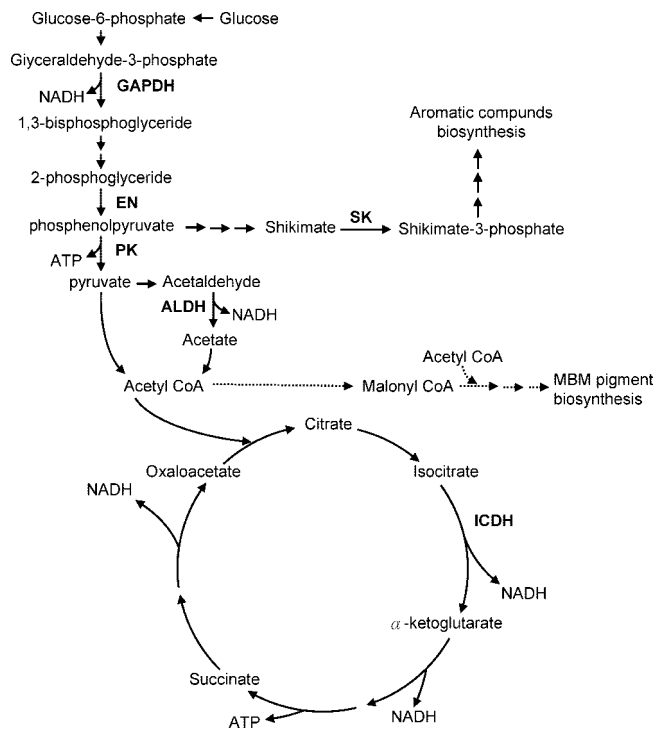 Glucose-6-phosphate Glucose
Giyceraldehyde-3-phosphate
GAPDH
NADH
Aromatic compunds
biosynthesis
1,3-bisphosphoglyceride
2-phosphoglyceride
EN
phosphenolpyruvate Shikimate SK Shikimate-3-phosphate
PK
ATP
pyruvate Acetaldehyde
ALDH
NADH
Acetate
Acetyl CoA
Acetyl CoA Malonyl CoA MBM pigment
biosynthesis
Citrate
Oxaloacetate Isocitrate
NADH
ICDH
NADH
α-ketoglutarate
Succinate
ATP NADH